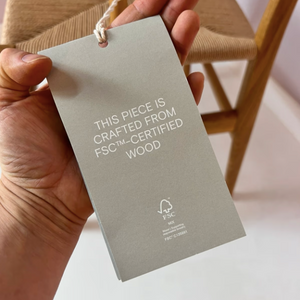 THIS PIECE IS
CRAFTED FROM
FSC™-CERTIFIED
WOOD
FSC